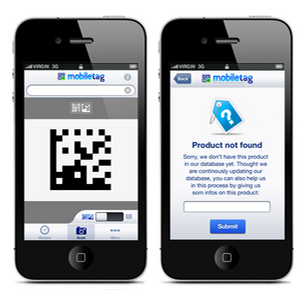 VIRGIN 3G
mobiletag
History
Scan
More
VIRGIN 3G
Back
mobiletag
Product not found
Sorry, we don't have this product
in our database yet. Thought we
are continously updating our
database, you can also help us
in this process by giving us
som infos on this product:
Submit